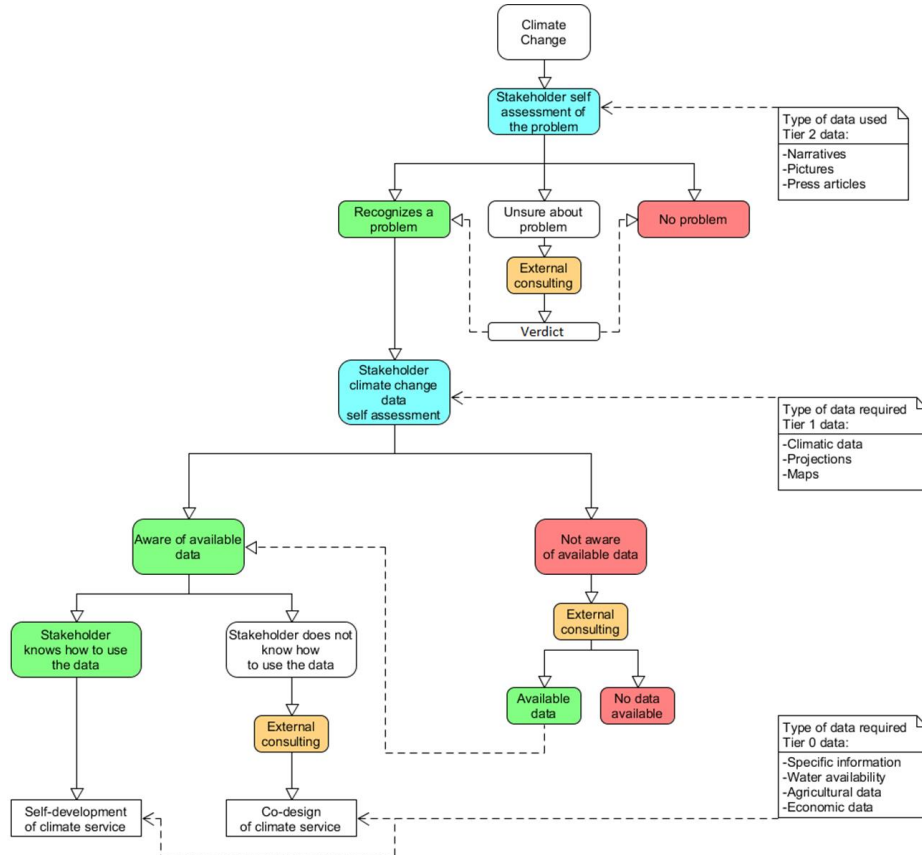 Climate
Change
Stakeholder self
assessment of
the problem
Type of data used
Tier 2 data:
-Narratives
-Pictures
-Press articles
Recognizes a
problem
Unsure about
problem
No problem
External
consulting
Verdict
Stakeholder
climate change
data
self assessment
Type of data required
Tier 1 data:
-Climatic data
-Projections
-Maps
Aware of available
data
Not aware
of available data
Stakeholder
knows how to use
the data
Stakeholder does not
know how
to use the data
External
consulting
Available
data
No data
available
External
consulting
Type of data required
Tier 0 data:
-Specific information
-Water availability
-Agricultural data
-Economic data
Self-development
of climate service
Co-design
of climate service